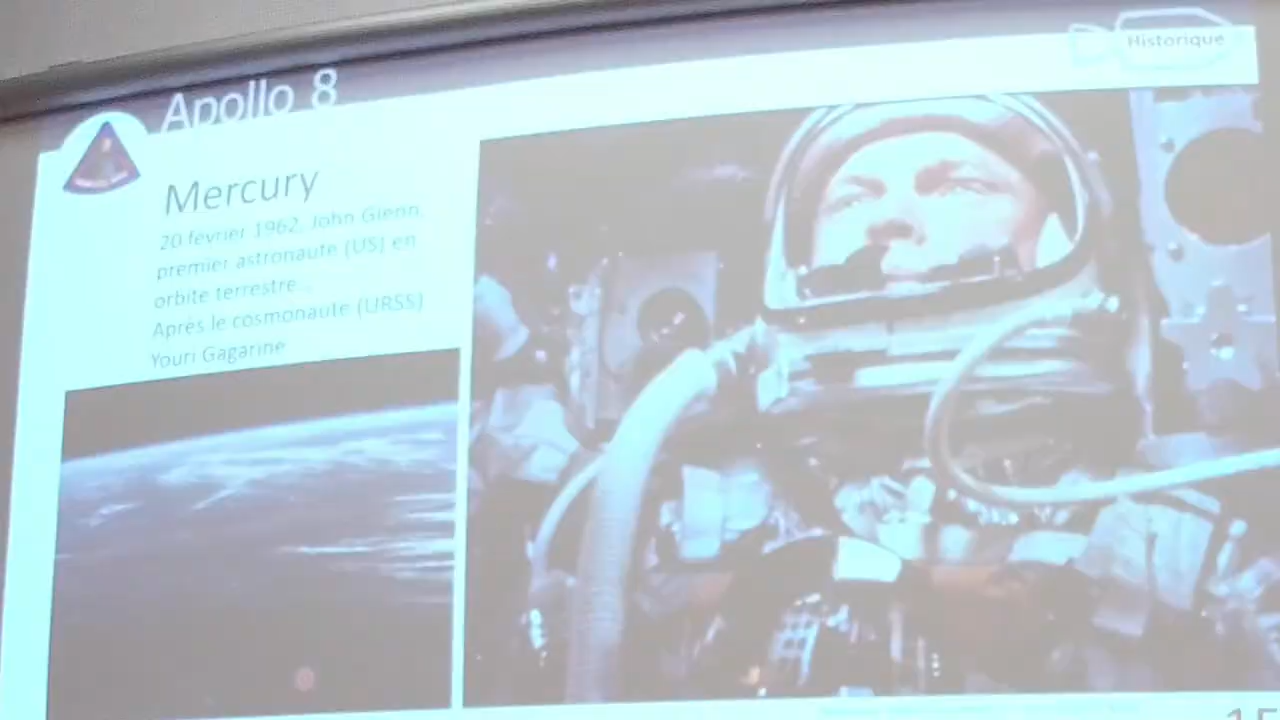 Historique
Apollo 8
Mercury
20 février 1962, John Glenn,
premier astronaute (US) en
orbite terrestre...
Après le cosmonaute (URSS)
Youri Gagarine
15